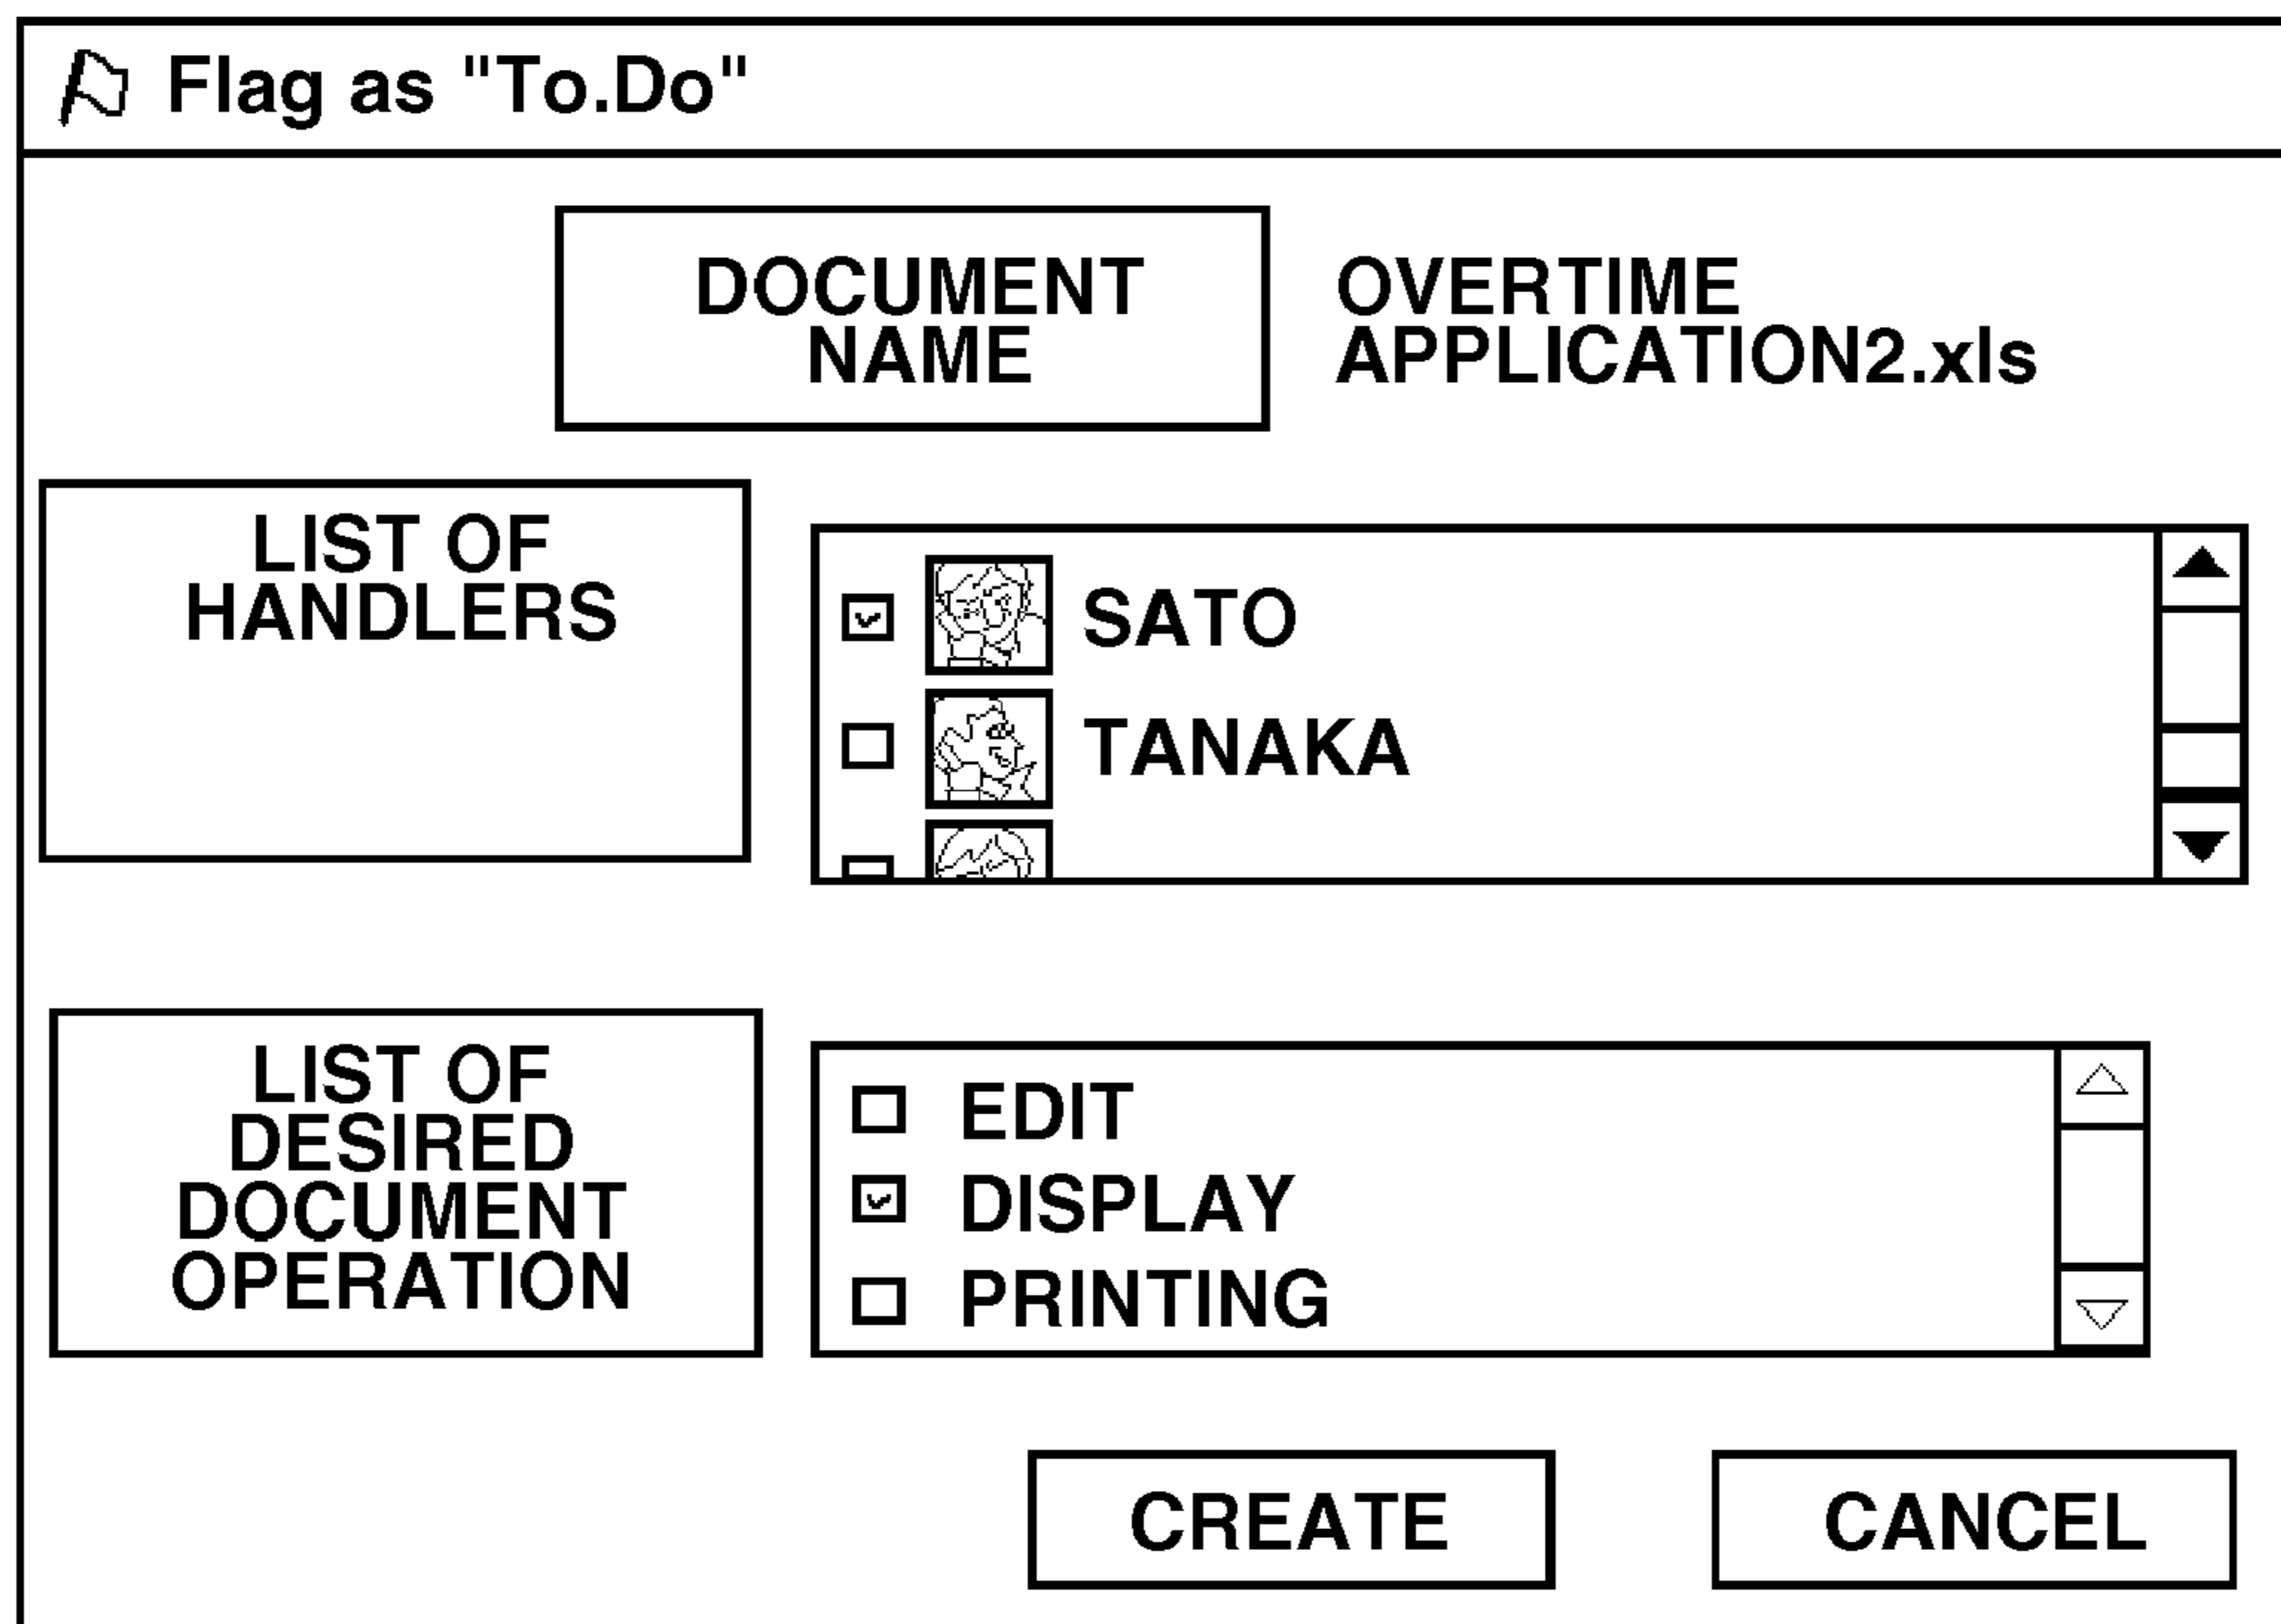 Flag as "To.Do"
DOCUMENT
NAME
OVERTIME
APPLICATION2.xls
LIST OF
HANDLERS
SATO
TANAKA
LIST OF
DESIRED
DOCUMENT
OPERATION
EDIT
DISPLAY
PRINTING
CREATE
CANCEL